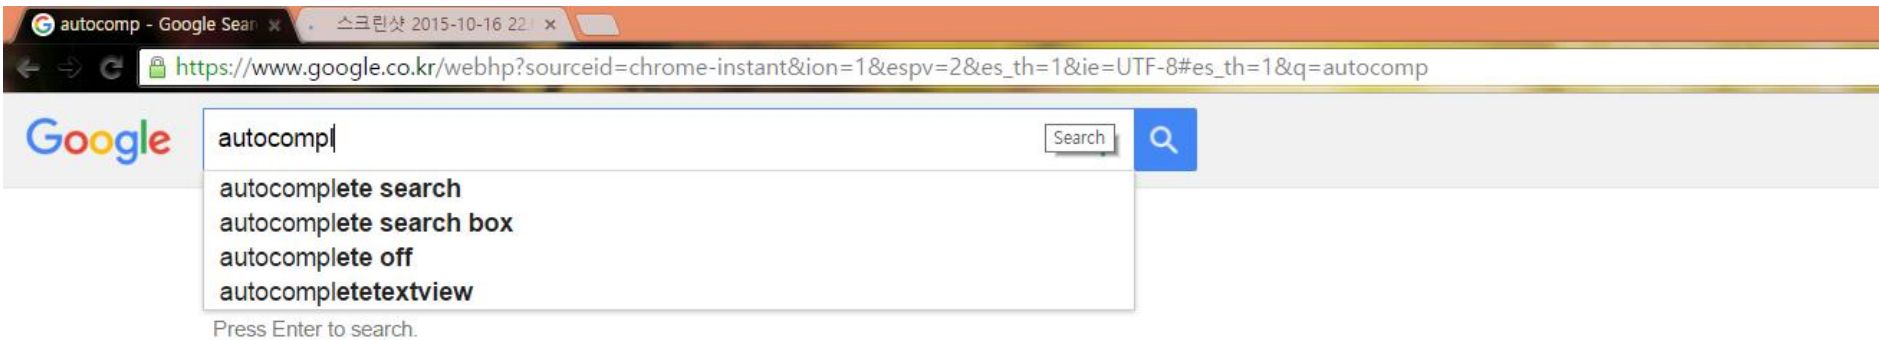 autocomp - Google Sear
스크린샷 2015-10-16 22
https://www.google.co.kr/webhp?sourceid=chrome-instant&ion=1&espv=2&es_th=1&ie=UTF-8#es_th=1&q=autocomp
Google autocompl Search
autocomplete search
autocomplete search box
autocomplete off
autocompletetextview
Press Enter to search.